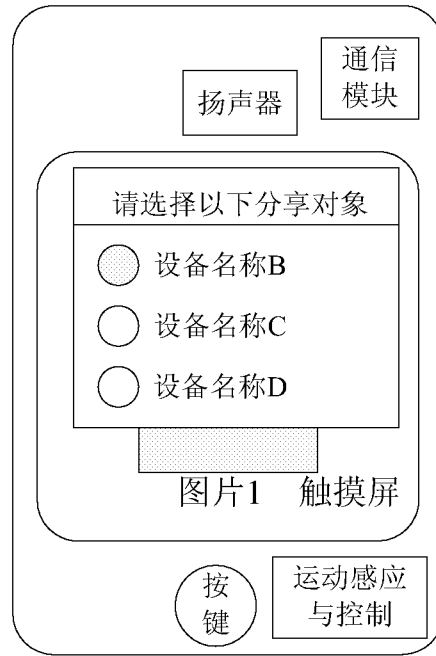 通信
模块
扬声器
请选择以下分享对象
设备名称B
设备名称C
设备名称D
图片1
触摸屏
按
键
运动感应
与控制